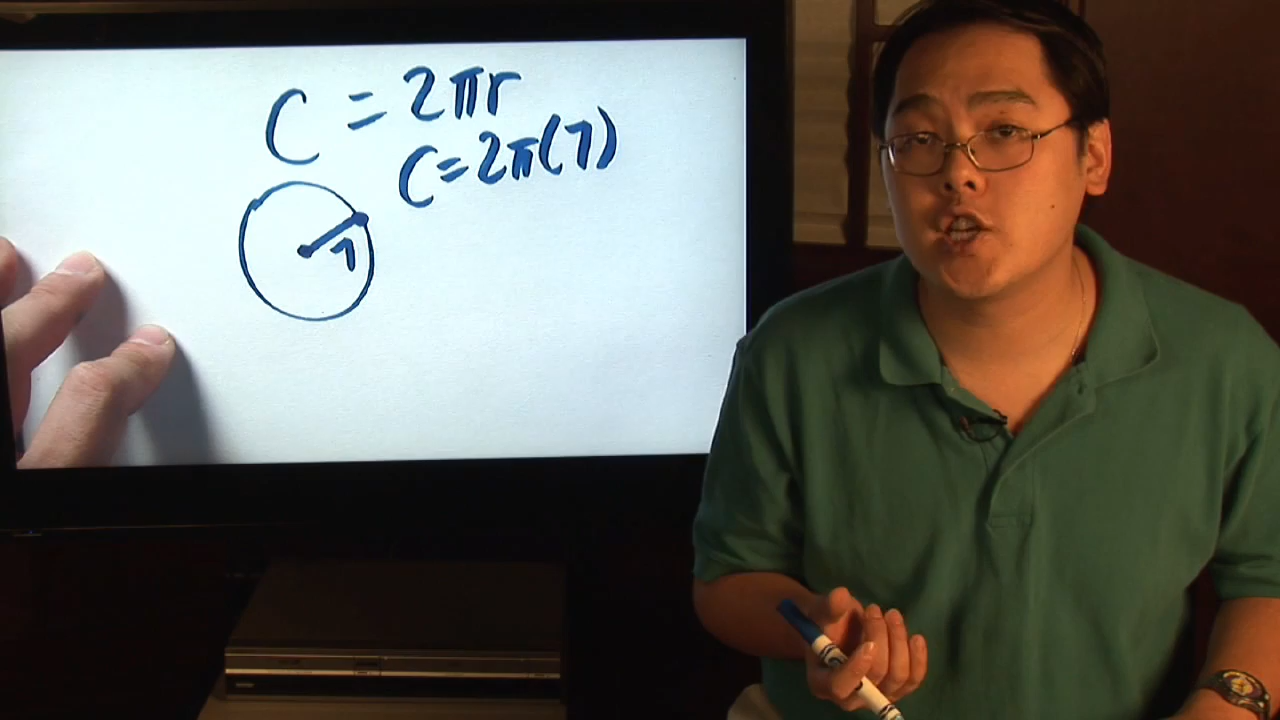 C = 2πr
C = 2π(7)
7